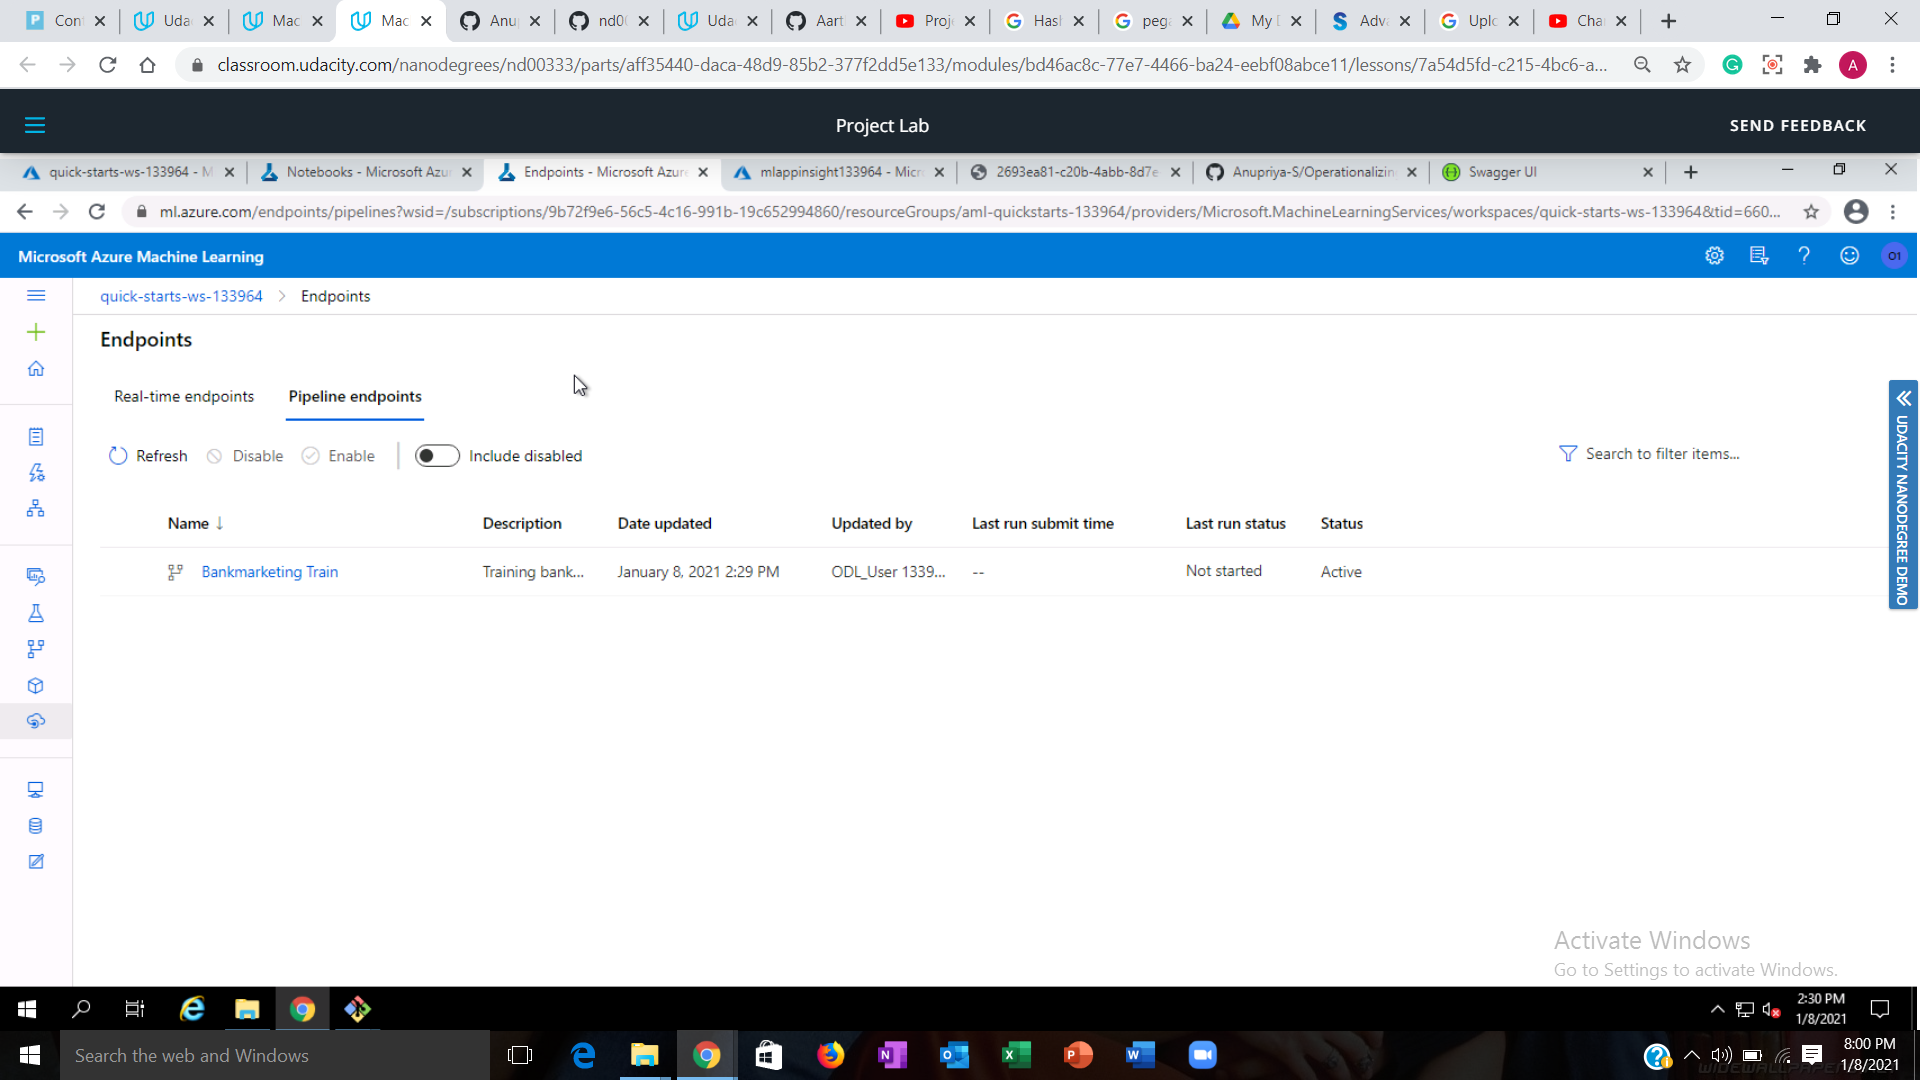 Con
Uda
Mac
Mac
Anu
nd0
Uda
Aart
Proj
Hasl
pega
My
Adv
Uplo
Cha
classroom.udacity.com/nanodegrees/nd00333/parts/aff35440-daca-48d9-85b2-377f2dd5e133/modules/bd46ac8c-77e7-4466-ba24-eebf08abce11/lessons/7a54d5fd-c215-4bc6-a...
A
Project Lab
SEND FEEDBACK
quick-starts-ws-133964 - M
Notebooks - Microsoft Azur
Endpoints - Microsoft Azure
mlappinsight133964 - Micr
2693ea81-c20b-4abb-8d7e
Anupriya-S/Operationalizin
Swagger UI
ml.azure.com/endpoints/pipelines?wsid=/subscriptions/9b72f9e6-56c5-4c16-991b-19c652994860/resourceGroups/aml-quickstarts-133964/providers/Microsoft.MachineLearningServices/workspaces/quick-starts-ws-133964&tid=660...
Microsoft Azure Machine Learning
O1
quick-starts-ws-133964 > Endpoints
Endpoints
Real-time endpoints
Pipeline endpoints
Refresh
Disable
Enable
Include disabled
Search to filter items...
UDACITY NANODEGREE DEMO
Name ↓
Description
Date updated
Updated by
Last run submit time
Last run status
Status
Bankmarketing Train
Training bank...
January 8, 2021 2:29 PM
ODL_User 1339...
--
Not started
Active
Activate Windows
Go to Settings to activate Windows.
2:30 PM
1/8/2021
Search the web and Windows
8:00 PM
1/8/2021